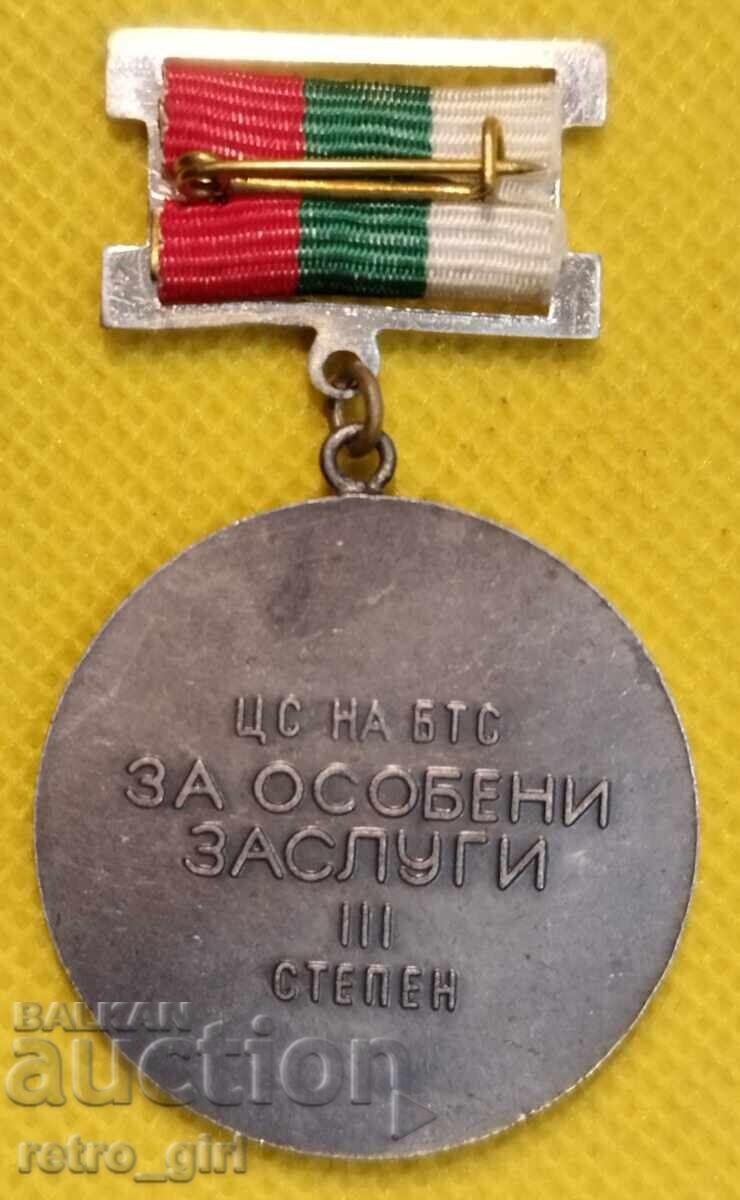 ЦС НА БТС
ЗА ОСОБЕНИ
ЗАСЛУГИ
III
СТЕПЕН
BALKAN
auction
retro_girl